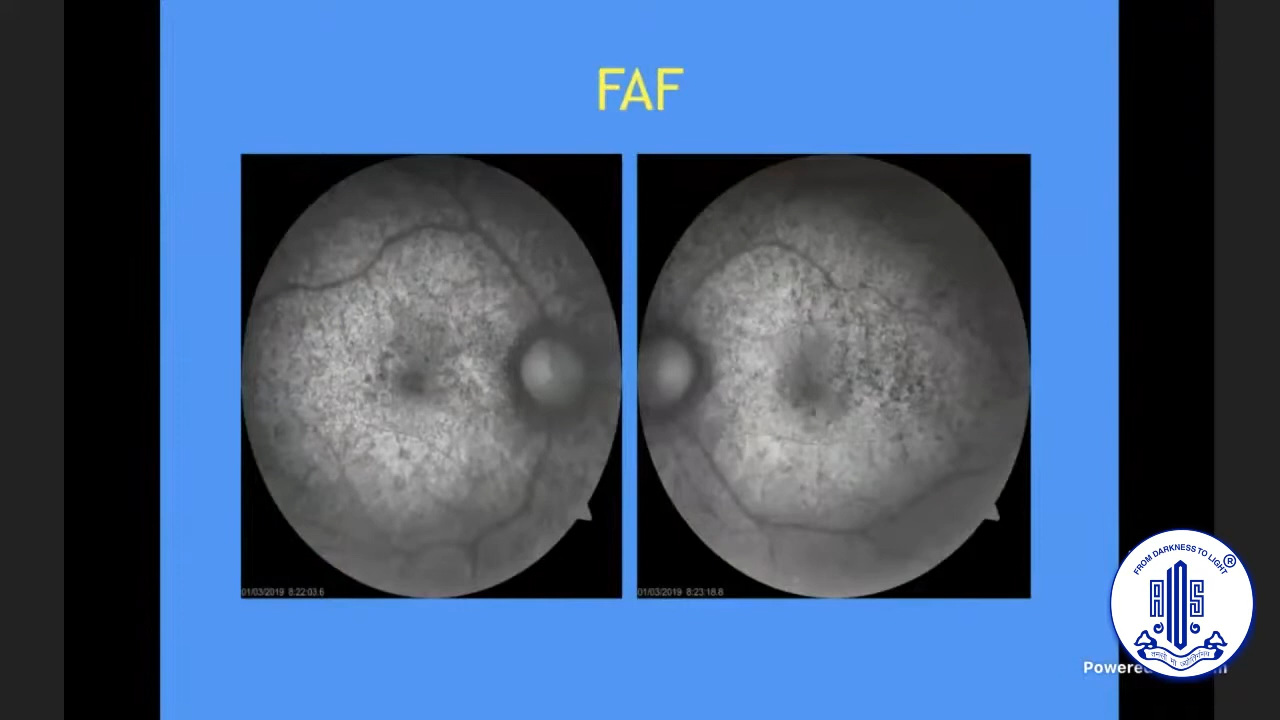 FAF
01/03/2019 8:22:03.6
01/03/2019 8:23:18.8
FROM DARKNESS TO LIGHT
®
AIIS
Powere